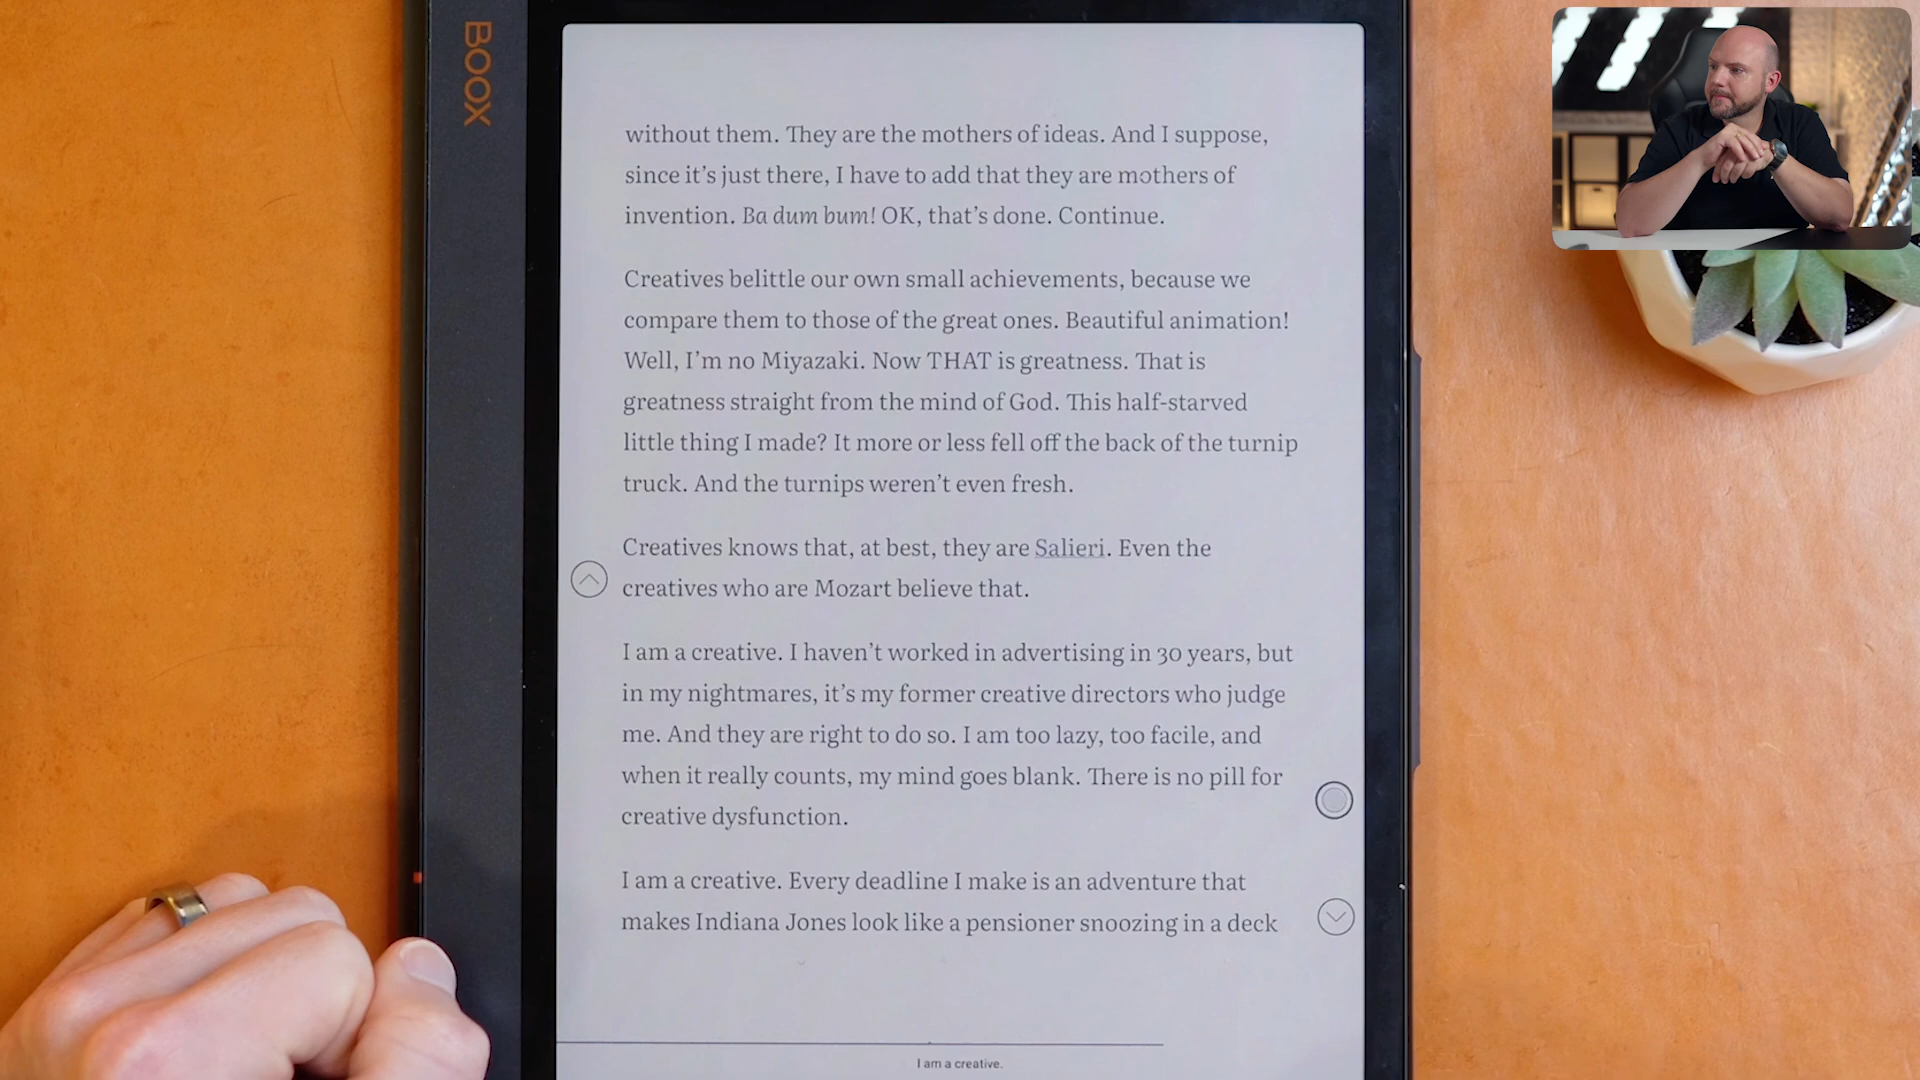 BOOX
without them. They are the mothers of ideas. And I suppose,
since it’s just there, I have to add that they are mothers of
invention. Ba dum bum! OK, that’s done. Continue.
Creatives belittle our own small achievements, because we
compare them to those of the great ones. Beautiful animation!
Well, I’m no Miyazaki. Now THAT is greatness. That is
greatness straight from the mind of God. This half-starved
little thing I made? It more or less fell off the back of the turnip
truck. And the turnips weren’t even fresh.
Creatives knows that, at best, they are Salieri. Even the
creatives who are Mozart believe that.
I am a creative. I haven’t worked in advertising in 30 years, but
in my nightmares, it’s my former creative directors who judge
me. And they are right to do so. I am too lazy, too facile, and
when it really counts, my mind goes blank. There is no pill for
creative dysfunction.
I am a creative. Every deadline I make is an adventure that
makes Indiana Jones look like a pensioner snoozing in a deck
I am a creative.